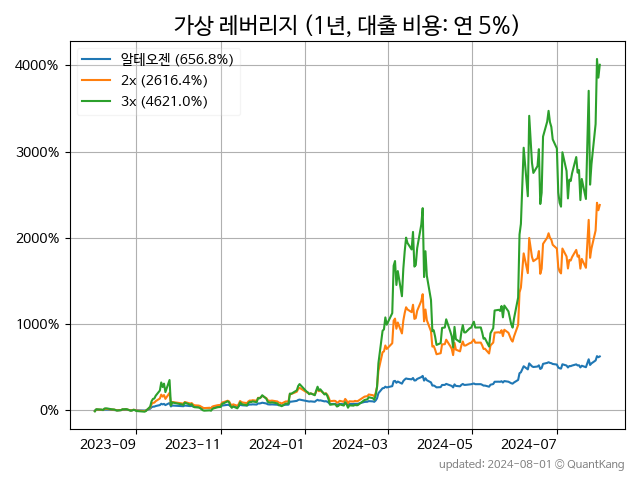 가상 레버리지 (1년, 대출 비용: 연 5%)
알테오젠 (656.8%)
2x (2616.4%)
3x (4621.0%)
4000%
3000%
2000%
1000%
0%
2023-09 2023-11 2024-01 2024-03 2024-05 2024-07
updated: 2024-08-01 © QuantKang